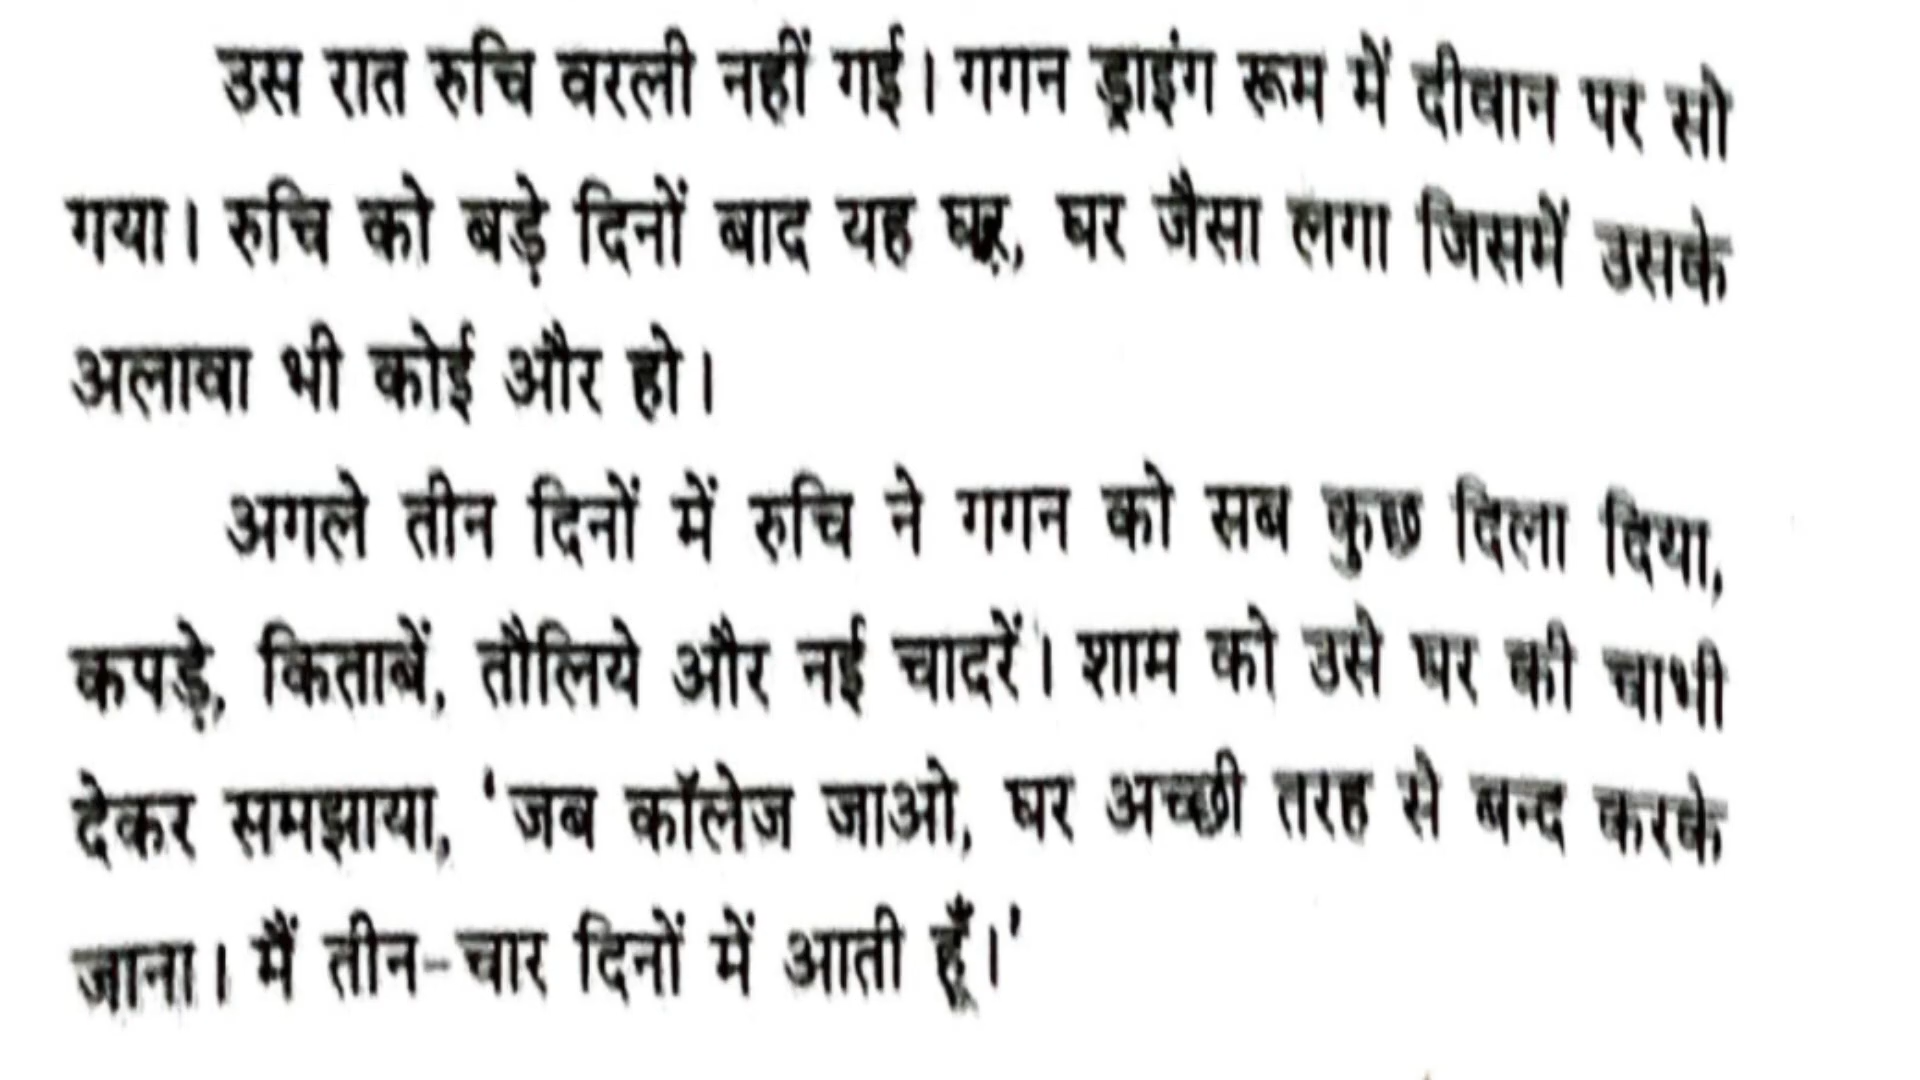 उस रात रुचि वरली नहीं गई। गगन ड्राइंग रूम में दीवान पर सो
गया। रुचि को बड़े दिनों बाद यह घर, घर जैसा लगा जिसमें उसके
अलावा भी कोई और हो।
अगले तीन दिनों में रुचि ने गगन को सब कुछ दिला दिया,
कपड़े, किताबें, तौलिये और नई चादरें। शाम को उसे घर की चाभी
देकर समझाया, ‘जब कॉलेज जाओ, घर अच्छी तरह से बन्द करके
जाना। मैं तीन-चार दिनों में आती हूँ।’